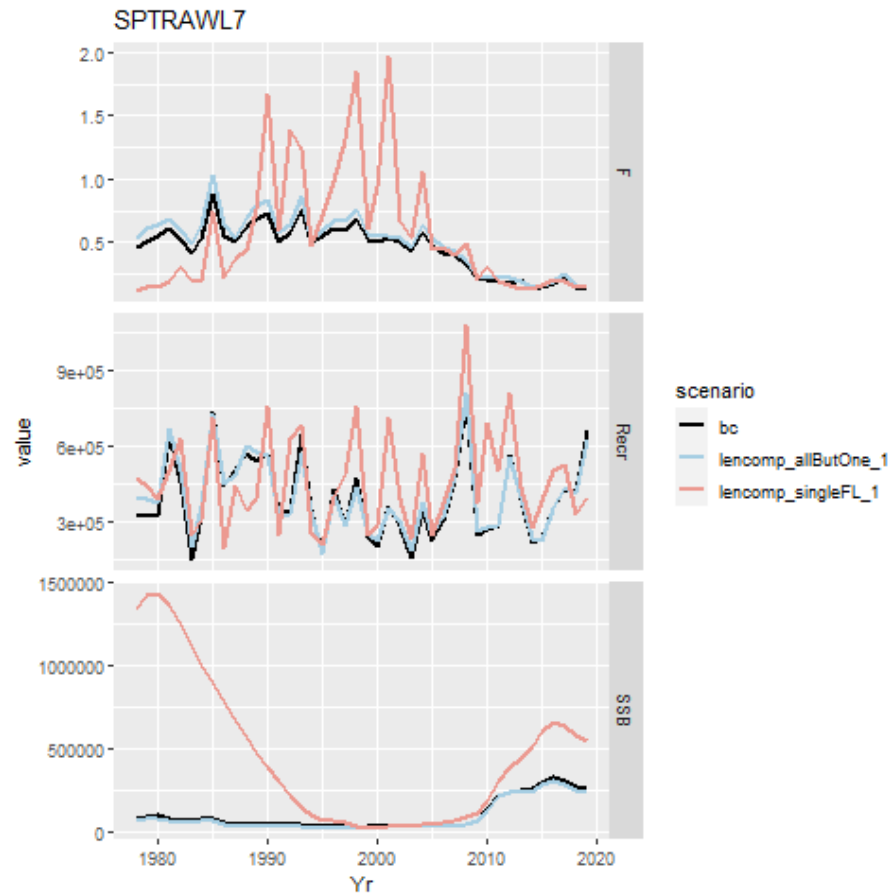 SPTRAWL7
2.0
1.5
1.0
0.5
F
9e+05
6e+05
3e+05
Recr
value
1500000
1000000
500000
0
SSB
1980
1990
2000
2010
2020
Yr
scenario
bc
lencomp_allButOne_1
lencomp_singleFL_1